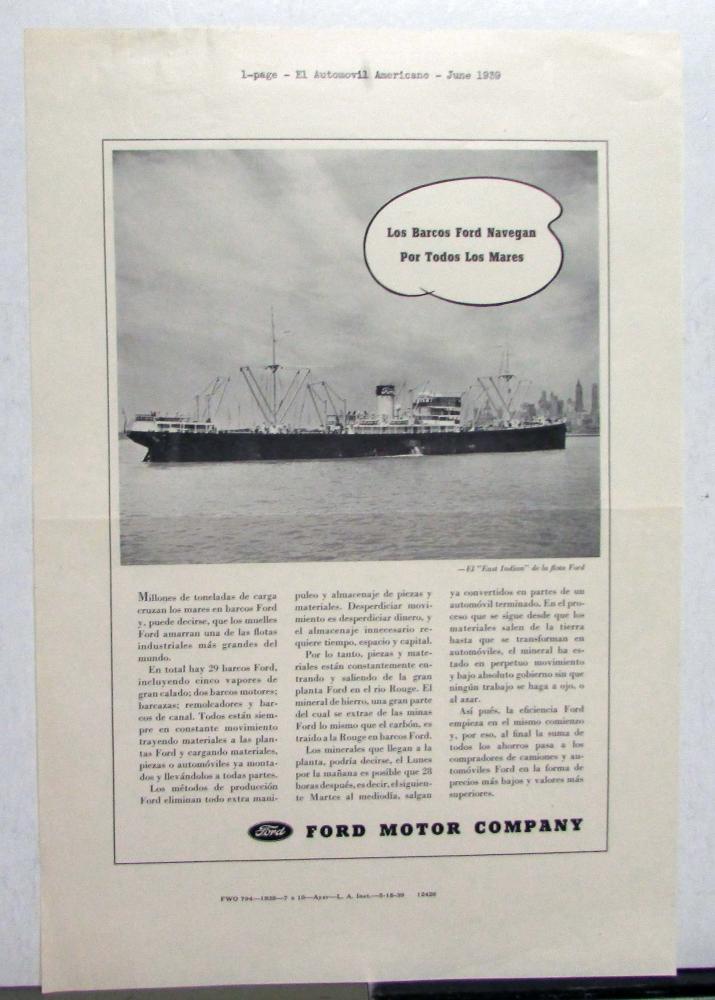 1-page - El Automovil Americano - June 1939
Los Barcos Ford Navegan
Por Todos Los Mares
Ford
—El "East Indian" de la flota Ford
Millones de toneladas de carga
cruzan los mares en barcos Ford
y, puede decirse, que los muelles
Ford amarran una de las flotas
industriales más grandes del
mundo.
En total hay 29 barcos Ford,
incluyendo cinco vapores de
gran calado; dos barcos motores;
barcazas; remolcadores y bar-
cos de canal. Todos están siem-
pre en constante movimiento
trayendo materiales a las plan-
tas Ford y cargando materiales,
piezas o automóviles ya monta-
dos y llevándolos a todas partes.
Los métodos de producción
Ford eliminan todo extra mani-
puleo y almacenaje de piezas y
materiales. Desperdiciar movi-
miento es desperdiciar dinero, y
el almacenaje innecesario re-
quiere tiempo, espacio y capital.
Por lo tanto, piezas y mate-
riales están constantemente en-
trando y saliendo de la gran
planta Ford en el río Rouge. El
mineral de hierro, una gran parte
del cual se extrae de las minas
Ford lo mismo que el carbón, es
traido a la Rouge en barcos Ford.
Los minerales que llegan a la
planta, podría decirse, el Lunes
por la mañana es posible que 28
horas después, es decir, el siguien-
te Martes al mediodía, salgan
ya convertidos en partes de un
automóvil terminado. En el pro-
ceso que se sigue desde que los
materiales salen de la tierra
hasta que se transforman en
automóviles, el mineral ha es-
tado en perpetuo movimiento
y bajo absoluto gobierno sin que
ningún trabajo se haga a ojo, o
al azar.
Así pués, la eficiencia Ford
empieza en el mismo comienzo
y, por eso, al final la suma de
todos los ahorros pasa a los
compradores de camiones y au-
tomóviles Ford en la forma de
precios más bajos y valores más
superiores.
Ford FORD MOTOR COMPANY
FWO 794—1939—7 x 10—Ayer—L. A. Inst.—5-18-39 12426